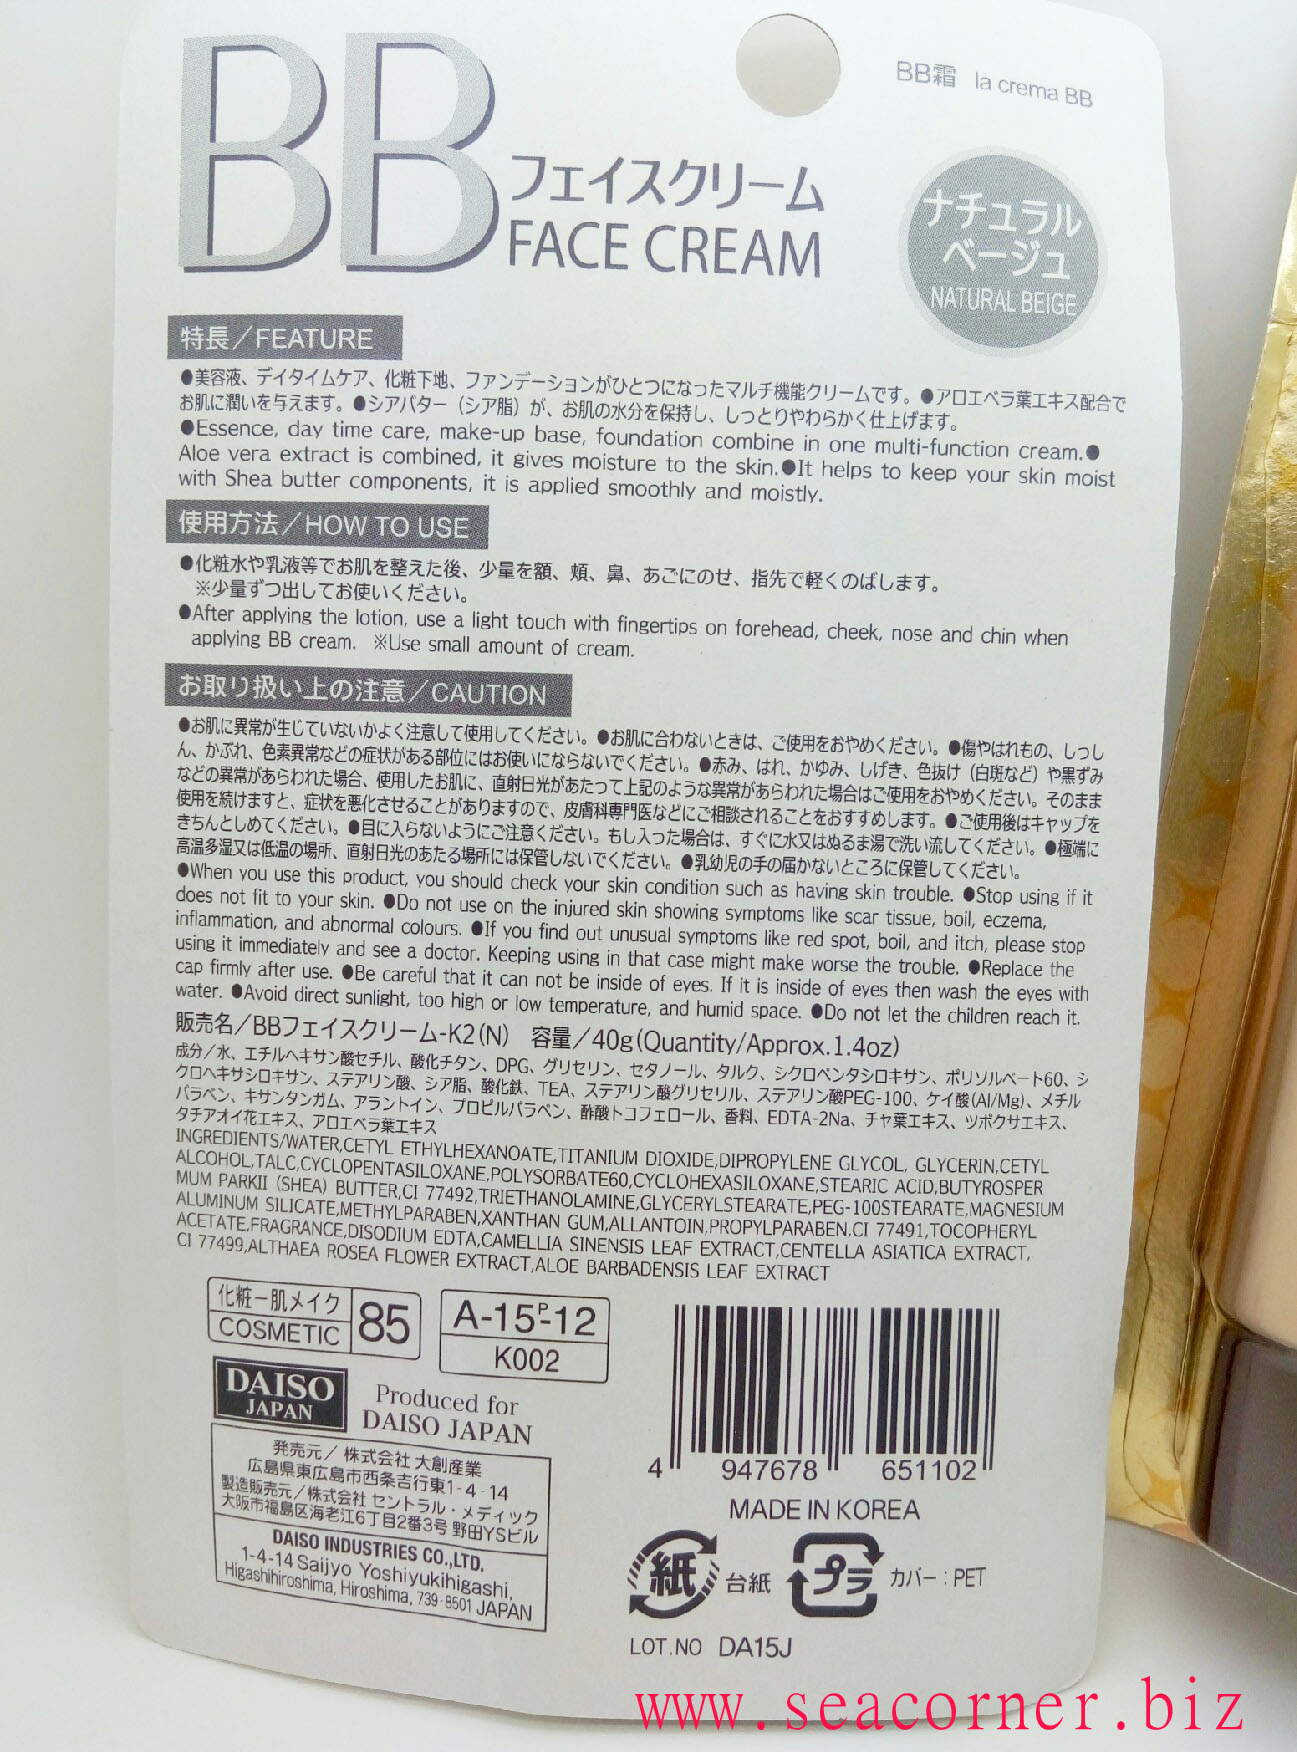 BB霜 la crema BB
BB フェイスクリーム
FACE CREAM
ナチュラル
ベージュ
NATURAL BEIGE
特長／FEATURE
●美容液、デイタイムケア、化粧下地、ファンデーションがひとつになったマルチ機能クリームです。●アロエベラ葉エキス配合で
お肌に潤いを与えます。●シアバター（シア脂）が、お肌の水分を保持し、しっとりやわらかく仕上げます。
●Essence, day time care, make-up base, foundation combine in one multi-function cream.●
Aloe vera extract is combined, it gives moisture to the skin.●It helps to keep your skin moist
with Shea butter components, it is applied smoothly and moistly.
使用方法／HOW TO USE
●化粧水や乳液等でお肌を整えた後、少量を額、頬、鼻、あごにのせ、指先で軽くのばします。
※少量ずつ出してお使いください。
●After applying the lotion, use a light touch with fingertips on forehead, cheek, nose and chin when
applying BB cream. ※Use small amount of cream.
お取り扱い上の注意／CAUTION
●お肌に異常が生じていないかよく注意して使用してください。●お肌に合わないときは、ご使用をおやめください。●傷やはれもの、しっし
ん、かぶれ、色素異常などの症状がある部位にはお使いにならないでください。●赤み、はれ、かゆみ、しげき、色抜け（白斑など）や黒ずみ
などの異常があらわれた場合、使用したお肌に、直射日光があたって上記のような異常があらわれた場合はご使用をおやめください。そのまま
使用を続けますと、症状を悪化させることがありますので、皮膚科専門医などにご相談されることをおすすめします。●ご使用後はキャップを
きちんとしめてください。●目に入らないようにご注意ください。もし入った場合は、すぐに水又はぬるま湯で洗い流してください。●極端に
高温多湿又は低温の場所、直射日光のあたる場所には保管しないでください。●乳幼児の手の届かないところに保管してください。
●When you use this product, you should check your skin condition such as having skin trouble. ●Stop using if it
does not fit to your skin. ●Do not use on the injured skin showing symptoms like scar tissue, boil, eczema,
inflammation, and abnormal colours. ●If you find out unusual symptoms like red spot, boil, and itch, please stop
using it immediately and see a doctor. Keeping using in that case might make worse the trouble. ●Replace the
cap firmly after use. ●Be careful that it can not be inside of eyes. If it is inside of eyes then wash the eyes with
water. ●Avoid direct sunlight, too high or low temperature, and humid space. ●Do not let the children reach it.
販売名／BBフェイスクリーム-K2(N) 容量／40g(Quantity/Approx.1.4oz)
成分／水、エチルヘキサン酸セチル、酸化チタン、DPG、グリセリン、セタノール、タルク、シクロペンタシロキサン、ポリソルベート60、シ
クロヘキサシロキサン、ステアリン酸、シア脂、酸化鉄、TEA、ステアリン酸グリセリル、ステアリン酸PEG-100、ケイ酸(Al/Mg)、メチル
パラベン、キサンタンガム、アラントイン、プロピルパラベン、酢酸トコフェロール、香料、EDTA-2Na、チャ葉エキス、ツボクサエキス、
タチアオイ花エキス、アロエベラ葉エキス
INGREDIENTS/WATER,CETYL ETHYLHEXANOATE,TITANIUM DIOXIDE,DIPROPYLENE GLYCOL, GLYCERIN,CETYL
ALCOHOL,TALC,CYCLOPENTASILOXANE,POLYSORBATE60,CYCLOHEXASILOXANE,STEARIC ACID,BUTYROSPER
MUM PARKII (SHEA) BUTTER,CI 77492,TRIETHANOLAMINE,GLYCERYLSTEARATE,PEG-100STEARATE,MAGNESIUM
ALUMINUM SILICATE,METHYLPARABEN,XANTHAN GUM,ALLANTOIN,PROPYLPARABEN,CI 77491,TOCOPHERYL
ACETATE,FRAGRANCE,DISODIUM EDTA,CAMELLIA SINENSIS LEAF EXTRACT,CENTELLA ASIATICA EXTRACT,
CI 77499,ALTHAEA ROSEA FLOWER EXTRACT,ALOE BARBADENSIS LEAF EXTRACT
化粧ー肌メイク
COSMETIC
85
A-15-P-12
K002
DAISO
JAPAN
Produced for
DAISO JAPAN
発売元／株式会社 大創産業
広島県東広島市西条吉行東1-4-14
製造販売元／株式会社 セントラル・メディック
大阪市福島区海老江6丁目2番3号 野田YSビル
DAISO INDUSTRIES CO.,LTD.
1-4-14 Saijyo Yoshiyukihigashi,
Higashihiroshima, Hiroshima, 739-8501 JAPAN
4 947678 651102
MADE IN KOREA
紙 台紙 プラ カバー：PET
LOT.NO DA15J
www.seacorner.biz